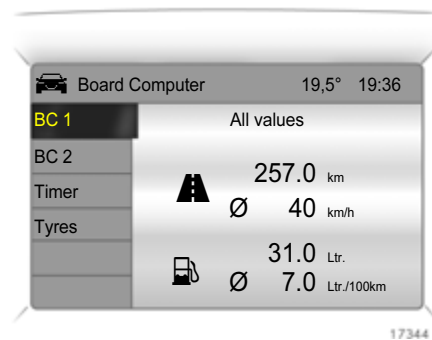 Board Computer 19,5° 19:36
BC 1
All values
BC 2
Timer
Tyres
257.0 km
Ø 40 km/h
31.0 Ltr.
Ø 7.0 Ltr./100km
17344